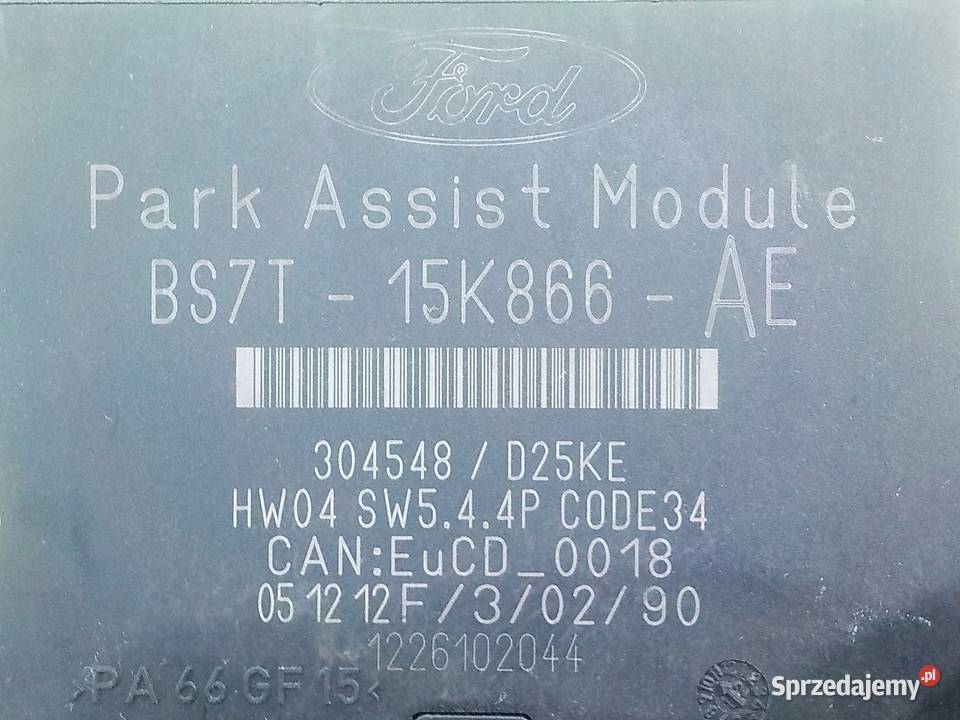 Ford
Park Assist Module
BS7T - 15K866 - AE
304548 / D25KE
HW04 SW5.4.4P CODE34
CAN:EuCD_0018
05 12 12F/3/02/90
1226102044
>PA 66 GF 15<
Sprzedajemy.pl